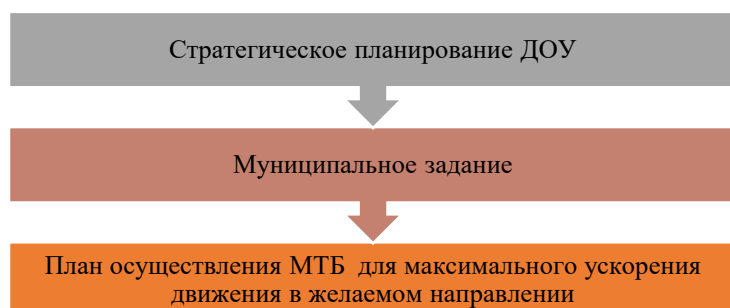 Стратегическое планирование ДОУ
Муниципальное задание
План осуществления МТБ для максимального ускорения
движения в желаемом направлении